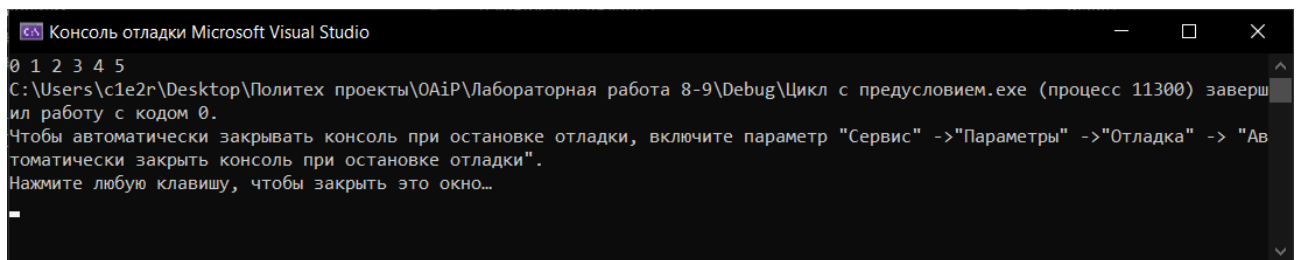 Консоль отладки Microsoft Visual Studio
0 1 2 3 4 5
C:\Users\c1e2r\Desktop\Политех проекты\OAiP\Лабораторная работа 8-9\Debug\Цикл с предусловием.exe (процесс 11300) заверш
ил работу с кодом 0.
Чтобы автоматически закрывать консоль при остановке отладки, включите параметр "Сервис" ->"Параметры" ->"Отладка" -> "Ав
томатически закрыть консоль при остановке отладки".
Нажмите любую клавишу, чтобы закрыть это окно…